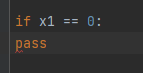 if x1 == 0:
pass